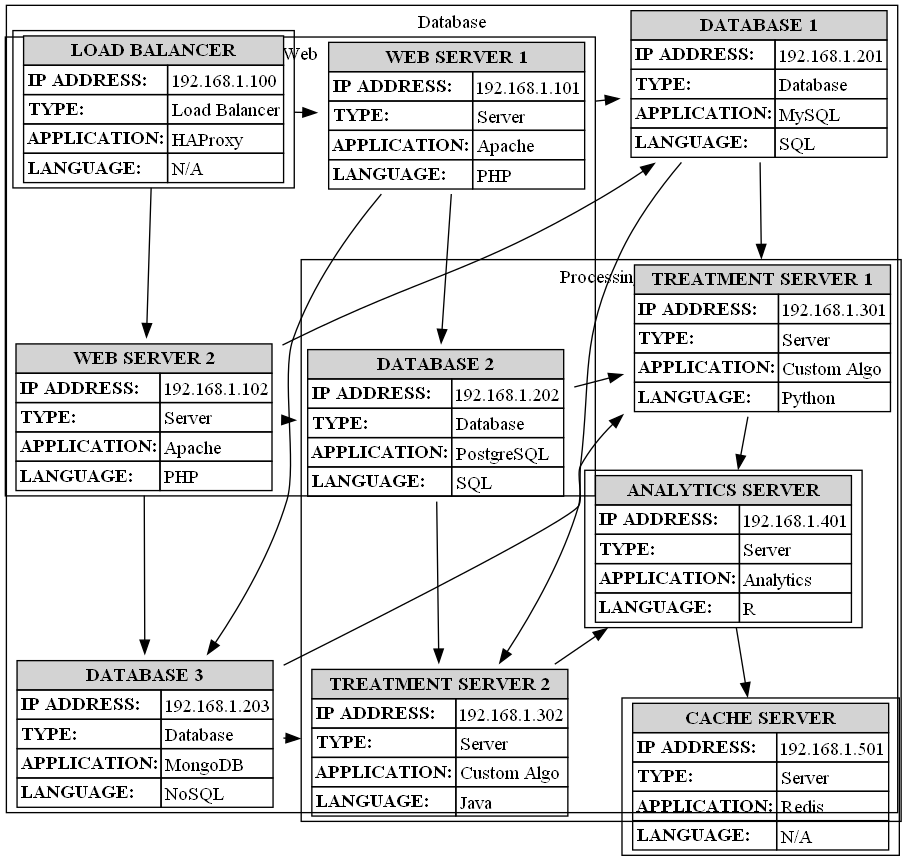 Database
Web
LOAD BALANCER
IP ADDRESS: 192.168.1.100
TYPE: Load Balancer
APPLICATION: HAProxy
LANGUAGE: N/A
WEB SERVER 1
IP ADDRESS: 192.168.1.101
TYPE: Server
APPLICATION: Apache
LANGUAGE: PHP
DATABASE 1
IP ADDRESS: 192.168.1.201
TYPE: Database
APPLICATION: MySQL
LANGUAGE: SQL
TREATMENT SERVER 1
IP ADDRESS: 192.168.1.301
TYPE: Server
APPLICATION: Custom Algo
LANGUAGE: Python
WEB SERVER 2
IP ADDRESS: 192.168.1.102
TYPE: Server
APPLICATION: Apache
LANGUAGE: PHP
DATABASE 2
IP ADDRESS: 192.168.1.202
TYPE: Database
APPLICATION: PostgreSQL
LANGUAGE: SQL
ANALYTICS SERVER
IP ADDRESS: 192.168.1.401
TYPE: Server
APPLICATION: Analytics
LANGUAGE: R
DATABASE 3
IP ADDRESS: 192.168.1.203
TYPE: Database
APPLICATION: MongoDB
LANGUAGE: NoSQL
TREATMENT SERVER 2
IP ADDRESS: 192.168.1.302
TYPE: Server
APPLICATION: Custom Algo
LANGUAGE: Java
CACHE SERVER
IP ADDRESS: 192.168.1.501
TYPE: Server
APPLICATION: Redis
LANGUAGE: N/A